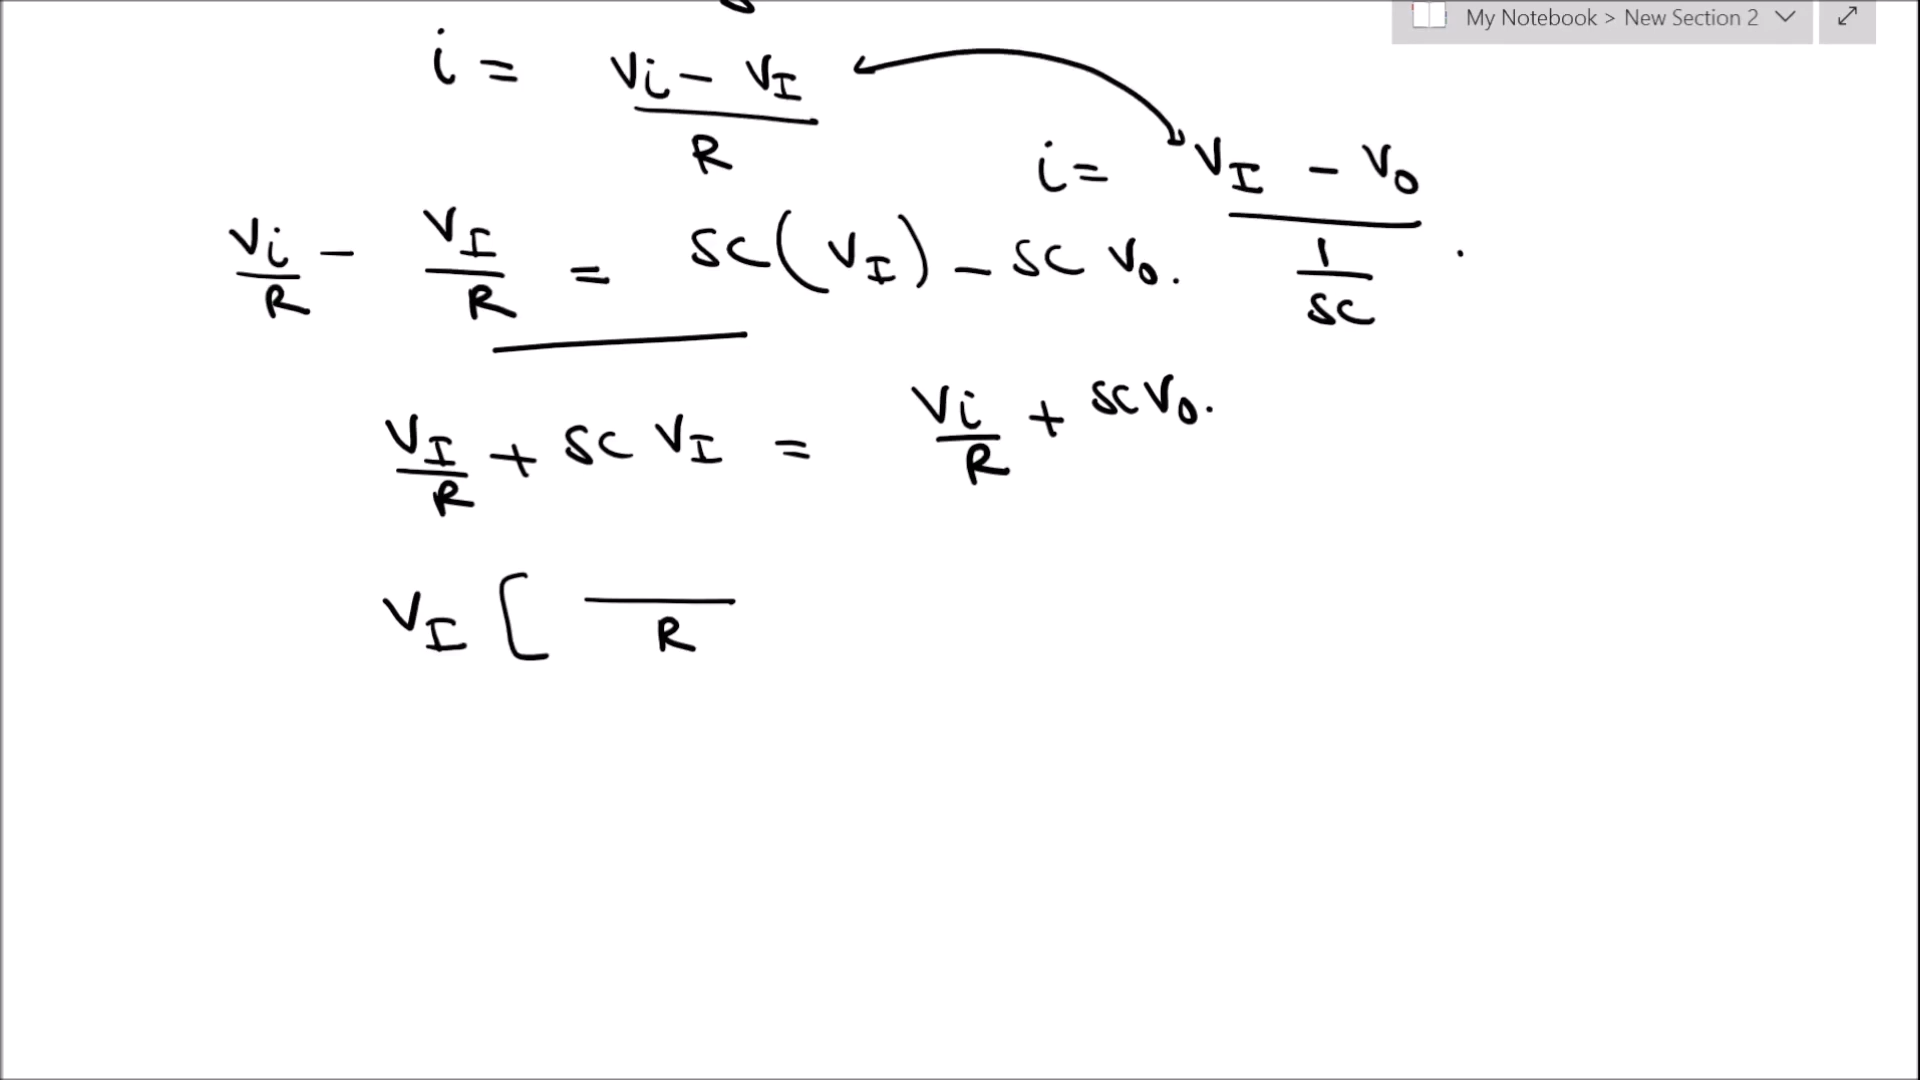 My Notebook > New Section 2
i = Vi - VI / R
i = VI - Vo / 1/SC .
Vi/R - VI/R = SC(VI) - SC Vo.
VI/R + SC VI = Vi/R + SC Vo.
VI [ / R